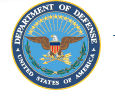 DEPARTMENT OF DEFENSE
UNITED STATES OF AMERICA